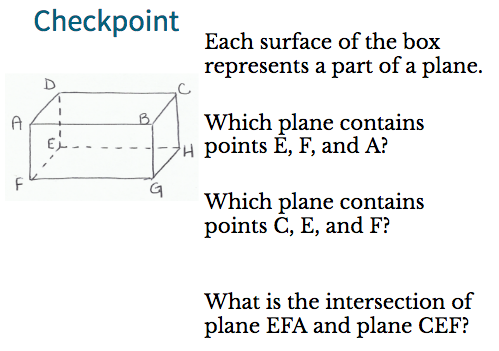 Checkpoint
Each surface of the box
represents a part of a plane.
D
C
A
B
E
H
F
G
Which plane contains
points E, F, and A?
Which plane contains
points C, E, and F?
What is the intersection of
plane EFA and plane CEF?